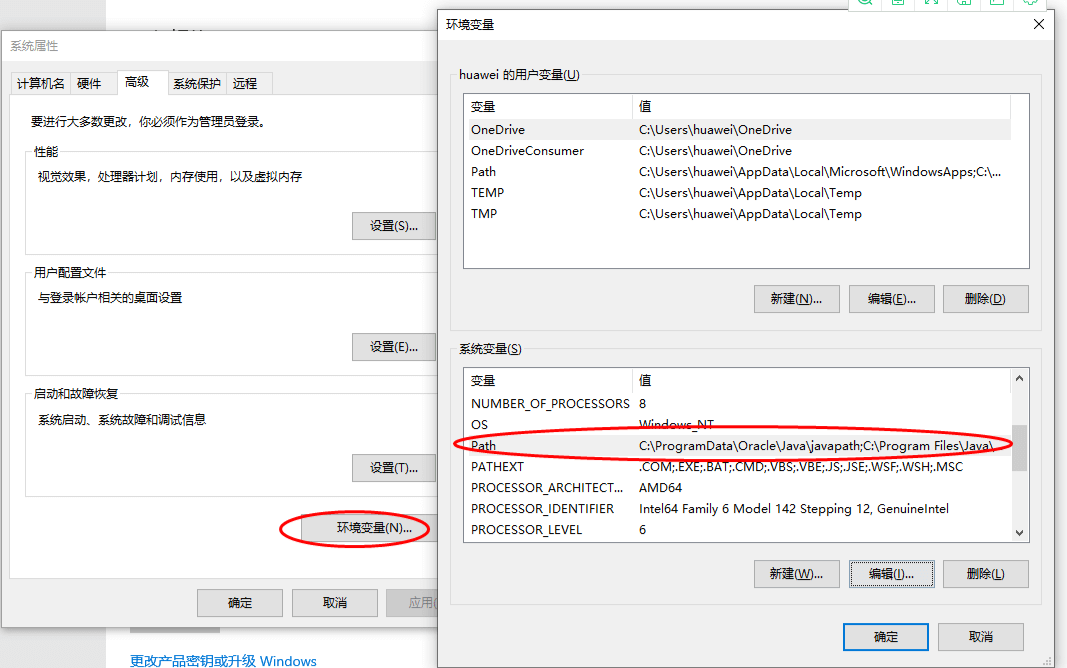 系统属性
计算机名 硬件 高级 系统保护 远程
要进行大多数更改，你必须作为管理员登录。
性能
视觉效果，处理器计划，内存使用，以及虚拟内存
设置(S)...
用户配置文件
与登录帐户相关的桌面设置
设置(E)...
启动和故障恢复
系统启动、系统故障和调试信息
设置(T)...
环境变量(N)...
确定 取消 应用(
更改产品密钥或升级 Windows
环境变量
huawei 的用户变量(U)
变量 值
OneDrive C:\Users\huawei\OneDrive
OneDriveConsumer C:\Users\huawei\OneDrive
Path C:\Users\huawei\AppData\Local\Microsoft\WindowsApps;C:\...
TEMP C:\Users\huawei\AppData\Local\Temp
TMP C:\Users\huawei\AppData\Local\Temp
新建(N)... 编辑(E)... 删除(D)
系统变量(S)
变量 值
NUMBER_OF_PROCESSORS 8
OS Windows_NT
Path C:\ProgramData\Oracle\Java\javapath;C:\Program Files\Java\
PATHEXT .COM;.EXE;.BAT;.CMD;.VBS;.VBE;.JS;.JSE;.WSF;.WSH;.MSC
PROCESSOR_ARCHITECT... AMD64
PROCESSOR_IDENTIFIER Intel64 Family 6 Model 142 Stepping 12, GenuineIntel
PROCESSOR_LEVEL 6
新建(W)... 编辑(I)... 删除(L)
确定 取消